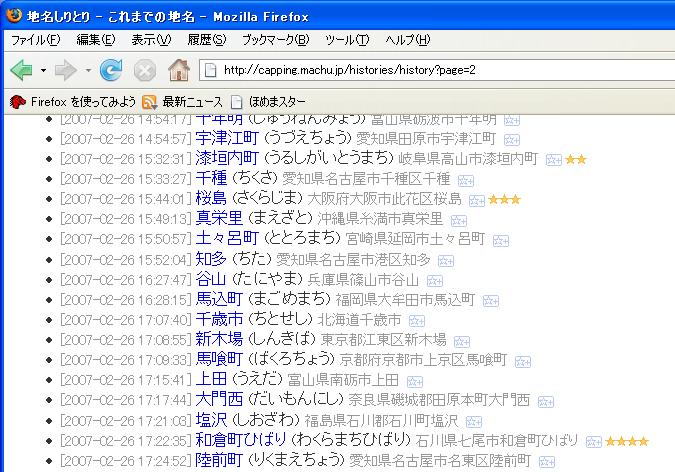 地名しりとり - これまでの地名 - Mozilla Firefox
ファイル(F) 編集(E) 表示(V) 履歴(S) ブックマーク(B) ツール(T) ヘルプ(H)
http://capping.machu.jp/histories/history?page=2
Firefox を使ってみよう 最新ニュース ほめまスター
[2007-02-26 14:54:17] 十年明 (じゅうねんみょう) 富山県砺波市十年明
[2007-02-26 14:54:57] 宇津江町 (うづえちょう) 愛知県田原市宇津江町
[2007-02-26 15:32:31] 漆垣内町 (うるしがいとうまち) 岐阜県高山市漆垣内町
[2007-02-26 15:33:27] 千種 (ちくさ) 愛知県名古屋市千種区千種
[2007-02-26 15:44:01] 桜島 (さくらじま) 大阪府大阪市此花区桜島
[2007-02-26 15:49:13] 真栄里 (まえざと) 沖縄県糸満市真栄里
[2007-02-26 15:50:57] 土々呂町 (ととろまち) 宮崎県延岡市土々呂町
[2007-02-26 15:52:04] 知多 (ちた) 愛知県名古屋市港区知多
[2007-02-26 16:27:47] 谷山 (たにやま) 兵庫県篠山市谷山
[2007-02-26 16:28:15] 馬込町 (まごめまち) 福岡県大牟田市馬込町
[2007-02-26 17:07:40] 千歳市 (ちとせし) 北海道千歳市
[2007-02-26 17:08:55] 新木場 (しんきば) 東京都江東区新木場
[2007-02-26 17:09:33] 馬喰町 (ばくろちょう) 京都府京都市上京区馬喰町
[2007-02-26 17:15:41] 上田 (うえだ) 富山県南砺市上田
[2007-02-26 17:17:44] 大門西 (だいもんにし) 奈良県磯城郡田原本町大門西
[2007-02-26 17:21:03] 塩沢 (しおざわ) 福島県石川郡石川町塩沢
[2007-02-26 17:22:35] 和倉町ひばり (わくらまちひばり) 石川県七尾市和倉町ひばり
[2007-02-26 17:24:52] 陸前町 (りくまえちょう) 愛知県名古屋市名東区陸前町